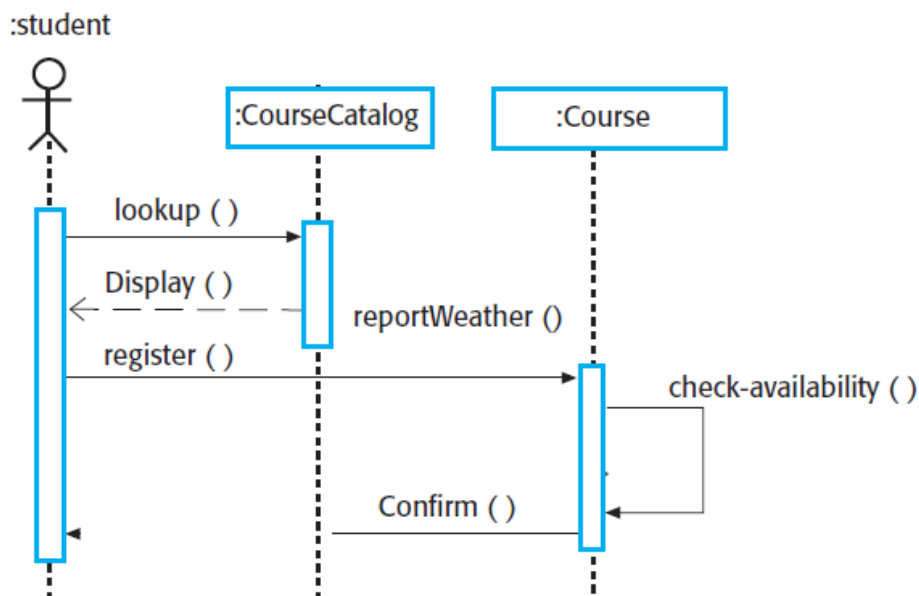 :student
:CourseCatalog
:Course
lookup ( )
Display ( )
reportWeather ()
register ( )
check-availability ( )
Confirm ( )